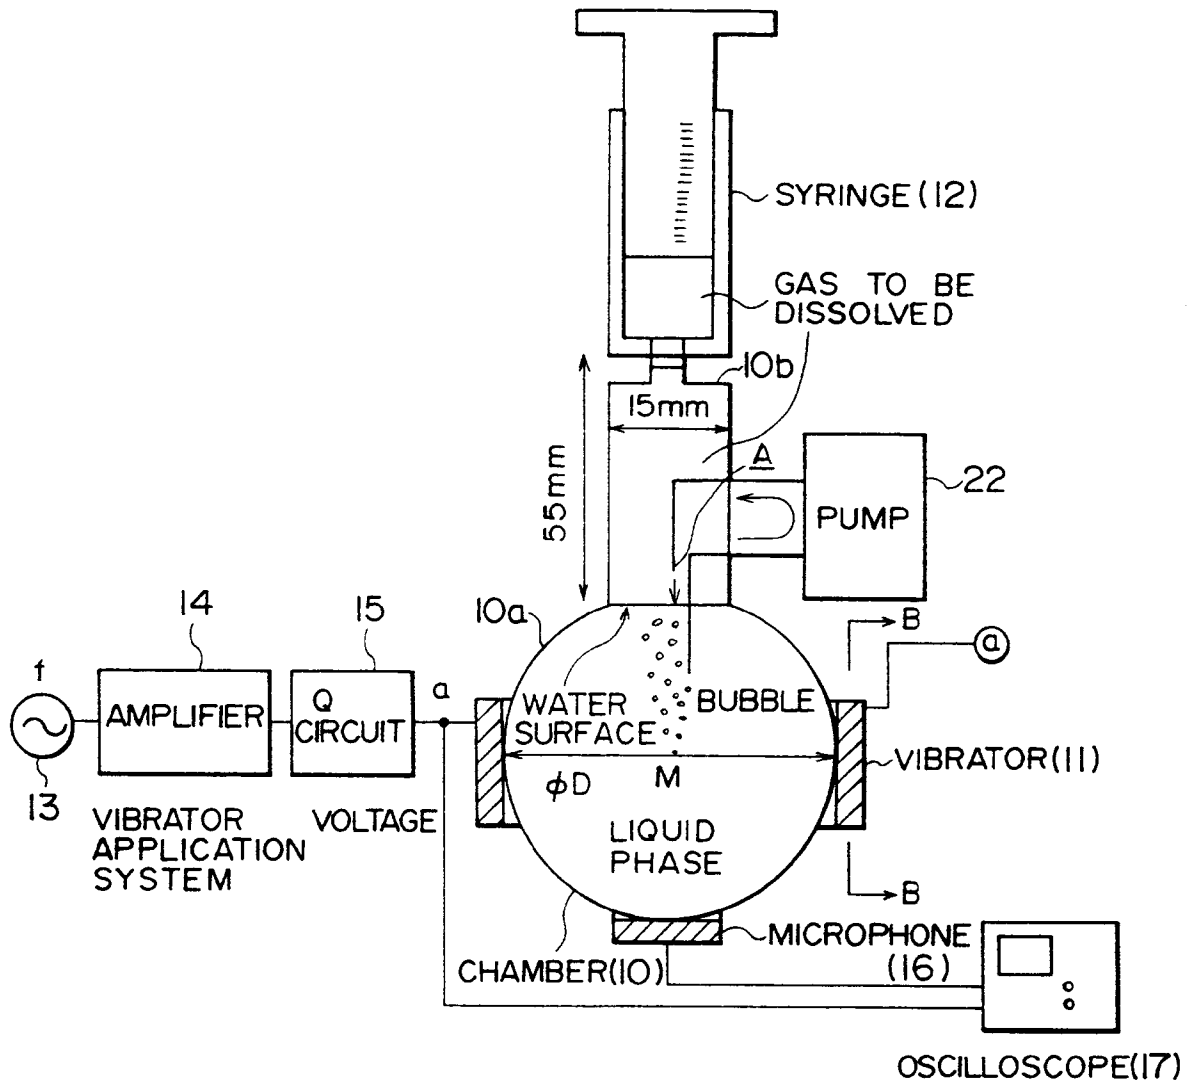 SYRINGE (12)
GAS TO BE
DISSOLVED
10b
15mm
A
55mm
22
PUMP
14
15
10a
B
a
f
a
AMPLIFIER
Q
CIRCUIT
WATER
SURFACE
BUBBLE
13
VIBRATOR (11)
φD
M
VIBRATOR
APPLICATION
SYSTEM
VOLTAGE
LIQUID
PHASE
B
MICROPHONE
(16)
CHAMBER(10)
OSCILLOSCOPE(17)